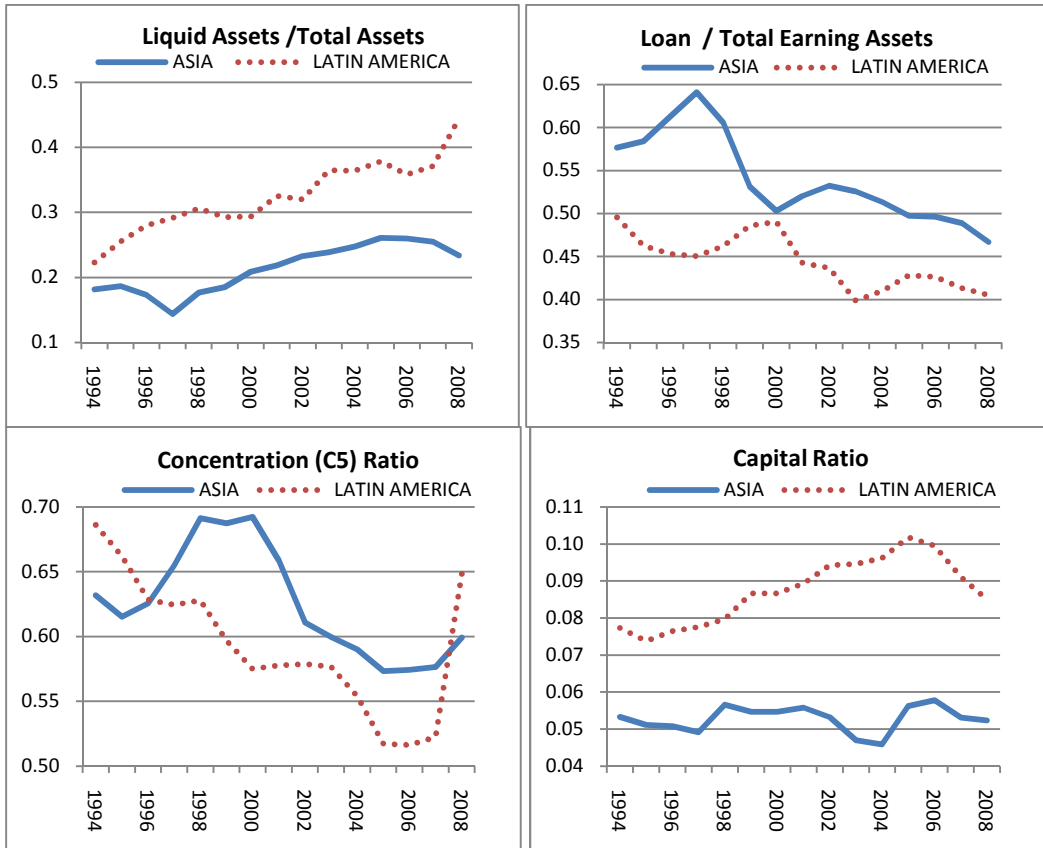 Liquid Assets /Total Assets
ASIA LATIN AMERICA
0.5
0.4
0.3
0.2
0.1
1994 1996 1998 2000 2002 2004 2006 2008
Loan / Total Earning Assets
ASIA LATIN AMERICA
0.65
0.60
0.55
0.50
0.45
0.40
0.35
1994 1996 1998 2000 2002 2004 2006 2008
Concentration (C5) Ratio
ASIA LATIN AMERICA
0.70
0.65
0.60
0.55
0.50
1994 1996 1998 2000 2002 2004 2006 2008
Capital Ratio
ASIA LATIN AMERICA
0.11
0.10
0.09
0.08
0.07
0.06
0.05
0.04
1994 1996 1998 2000 2002 2004 2006 2008